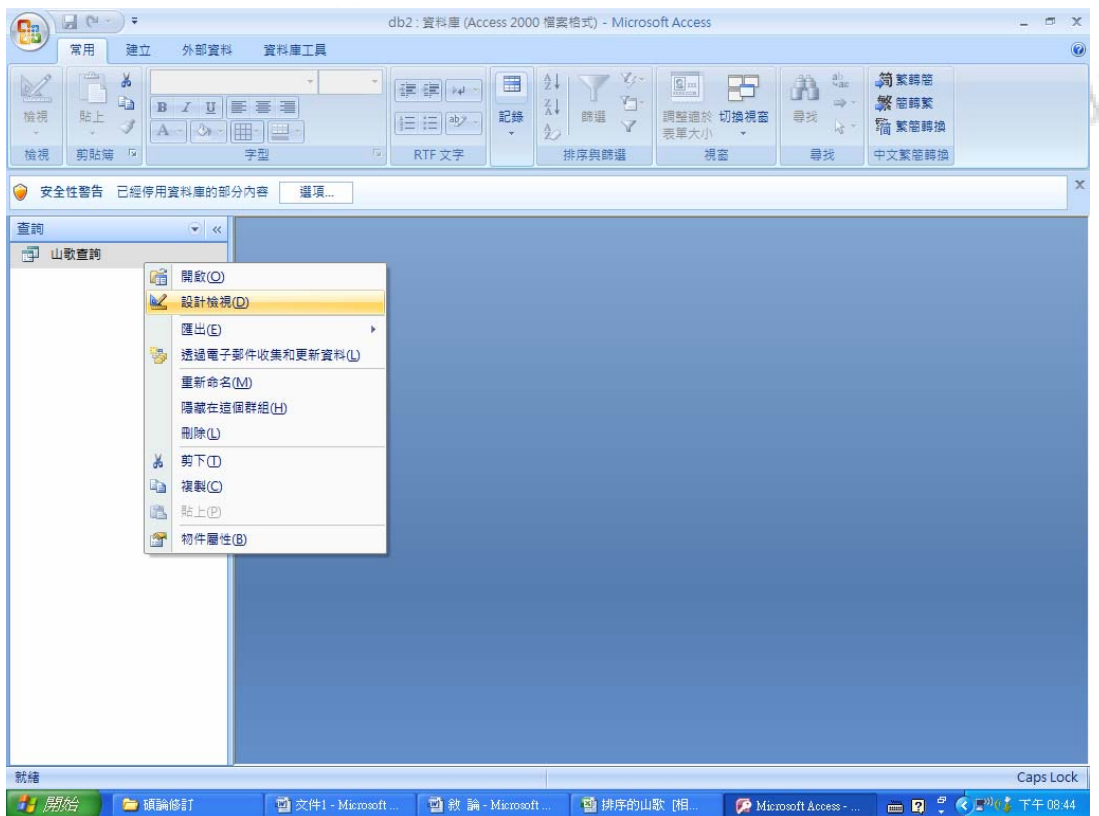 db2 : 資料庫 (Access 2000 檔案格式) - Microsoft Access
常用 建立 外部資料 資料庫工具
檢視 貼上 B I U A 記錄 篩選 調整適於表單大小 切換視窗 尋找 简 繁轉簡
繁 簡轉繁
繁簡轉換
檢視 剪貼簿 字型 RTF 文字 排序與篩選 視窗 尋找 中文繁簡轉換
安全性警告 已經停用資料庫的部分內容 選項...
查詢
山歌查詢
開啟(O)
設計檢視(D)
匯出(E)
透過電子郵件收集和更新資料(L)
重新命名(M)
隱藏在這個群組(H)
刪除(L)
剪下(T)
複製(C)
貼上(P)
物件屬性(B)
就緒 Caps Lock
開始 碩論修訂 文件1 - Microsoft ... 敘 論 - Microsoft ... 排序的山歌 [相... Microsoft Access - ... 下午 08:44